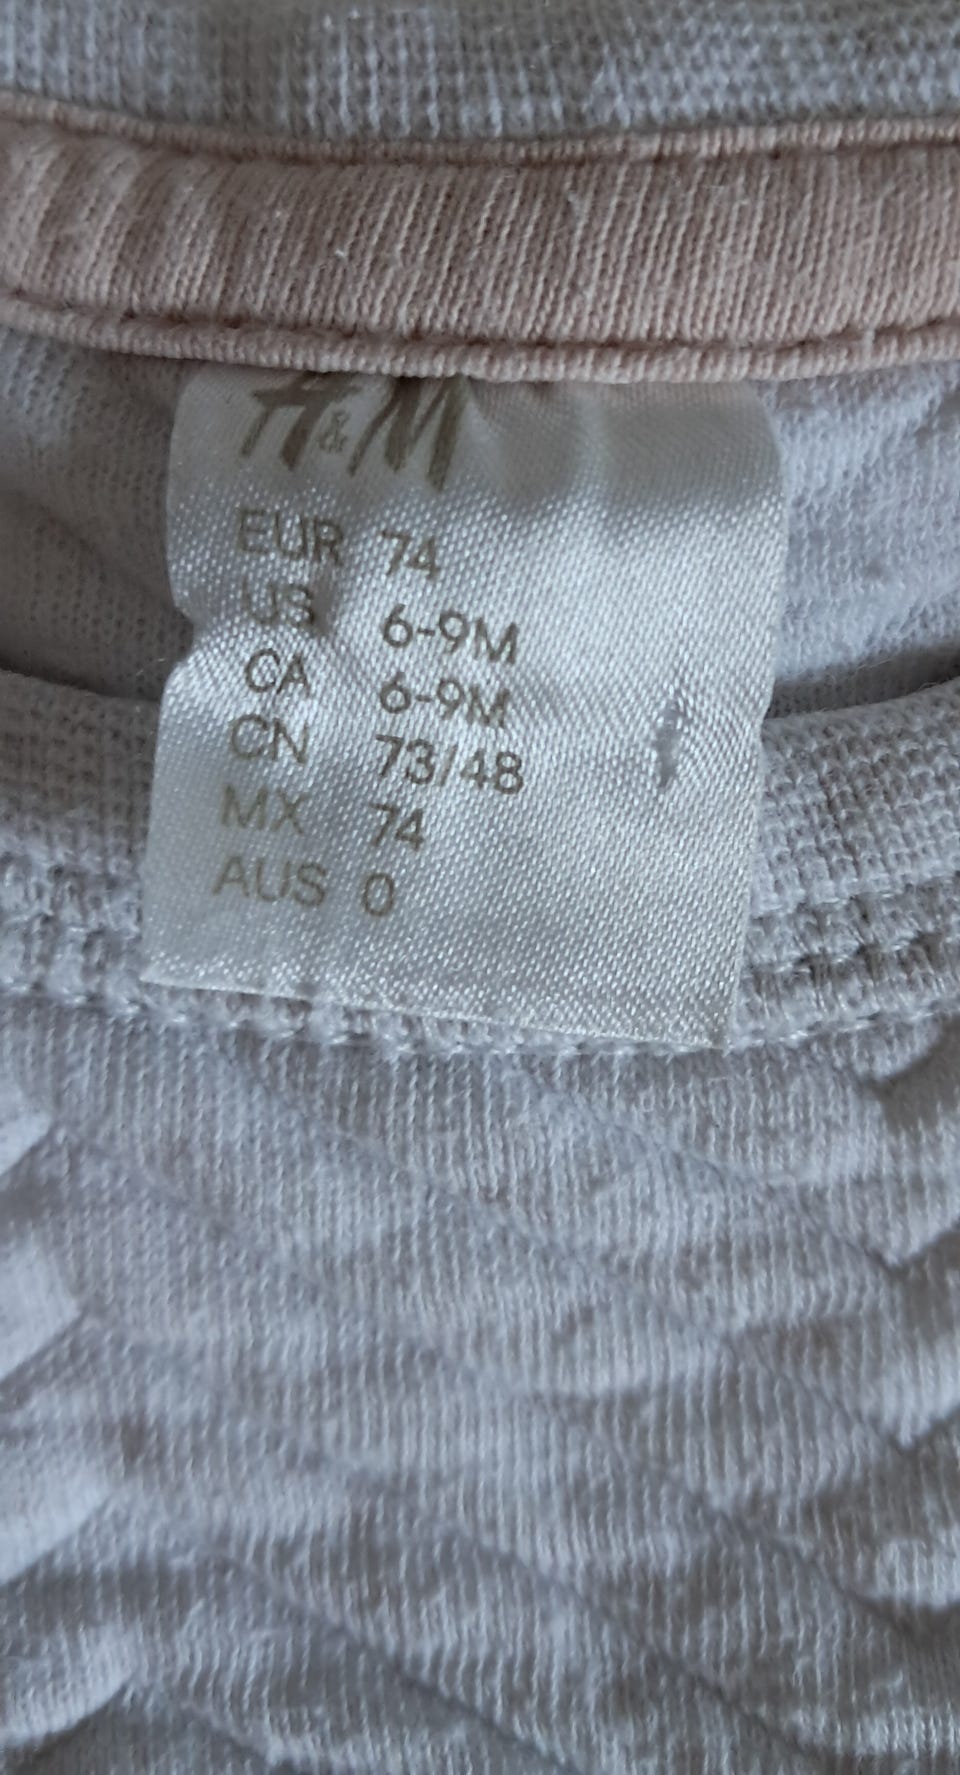 H&M
EUR 74
US 6-9M
CA 6-9M
CN 73/48
MX 74
AUS 0